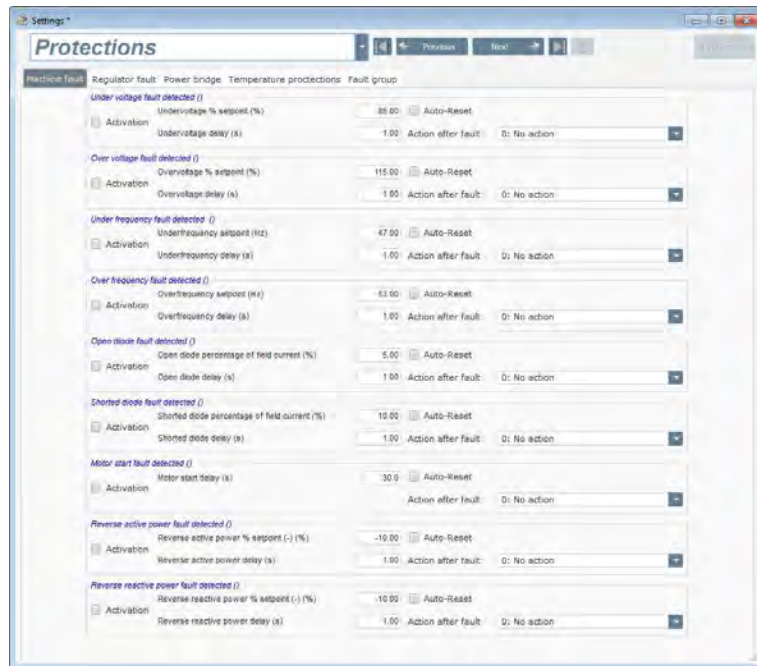 Settings *
Protections
Previous
Next
Machine fault Regulator fault Power bridge Temperature proctections Fault group
Under voltage fault detected ()
Undervoltage % setpoint (%) 85.00 Auto-Reset
Activation
Undervoltage delay (s) 1.00 Action after fault 0: No action
Over voltage fault detected ()
Overvoltage % setpoint (%) 115.00 Auto-Reset
Activation
Overvoltage delay (s) 1.00 Action after fault 0: No action
Under frequency fault detected ()
Underfrequency setpoint (Hz) 47.00 Auto-Reset
Activation
Underfrequency delay (s) 1.00 Action after fault 0: No action
Over frequency fault detected ()
Overfrequency setpoint (Hz) 53.00 Auto-Reset
Activation
Overfrequency delay (s) 1.00 Action after fault 0: No action
Open diode fault detected ()
Open diode percentage of field current (%) 5.00 Auto-Reset
Activation
Open diode delay (s) 1.00 Action after fault 0: No action
Shorted diode fault detected ()
Shorted diode percentage of field current (%) 10.00 Auto-Reset
Activation
Shorted diode delay (s) 1.00 Action after fault 0: No action
Motor start fault detected ()
Motor start delay (s) 30.0 Auto-Reset
Activation
Action after fault 0: No action
Reverse active power fault detected ()
Reverse active power % setpoint (-) (%) -10.00 Auto-Reset
Activation
Reverse active power delay (s) 1.00 Action after fault 0: No action
Reverse reactive power fault detected ()
Reverse reactive power % setpoint (-) (%) -10.00 Auto-Reset
Activation
Reverse reactive power delay (s) 1.00 Action after fault 0: No action